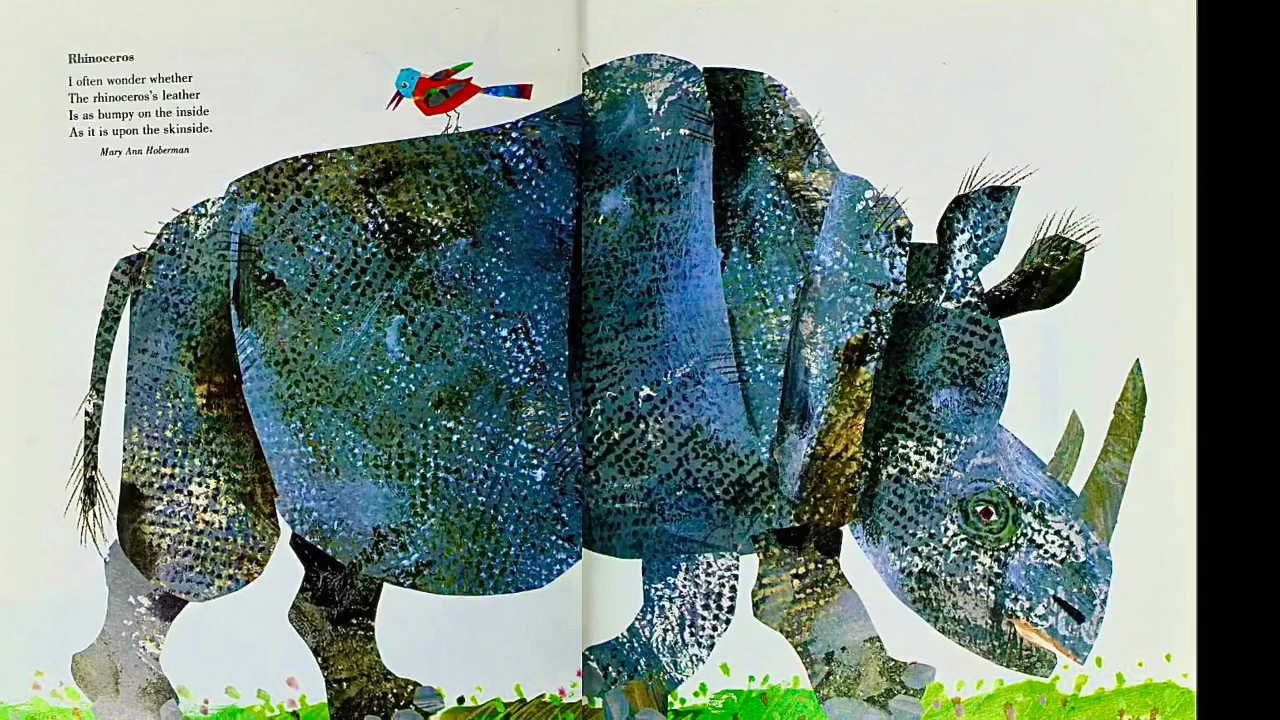 Rhinoceros
I often wonder whether
The rhinoceros's leather
Is as bumpy on the inside
As it is upon the skinside.
Mary Ann Hoberman